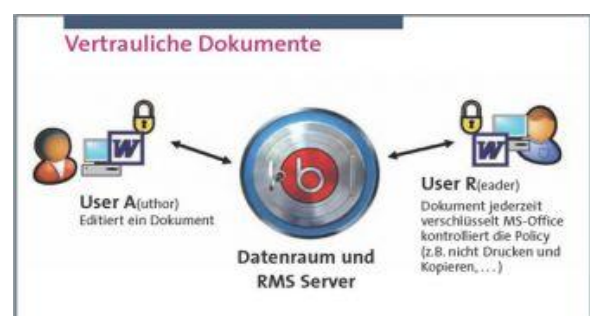 Vertrauliche Dokumente
W
W
b
User A(uthor)
Editiert ein Dokument
User R(eader)
Dokument jederzeit
verschlüsselt MS-Office
kontrolliert die Policy
(z.B. nicht Drucken und
Kopieren, . . . )
Datenraum und
RMS Server